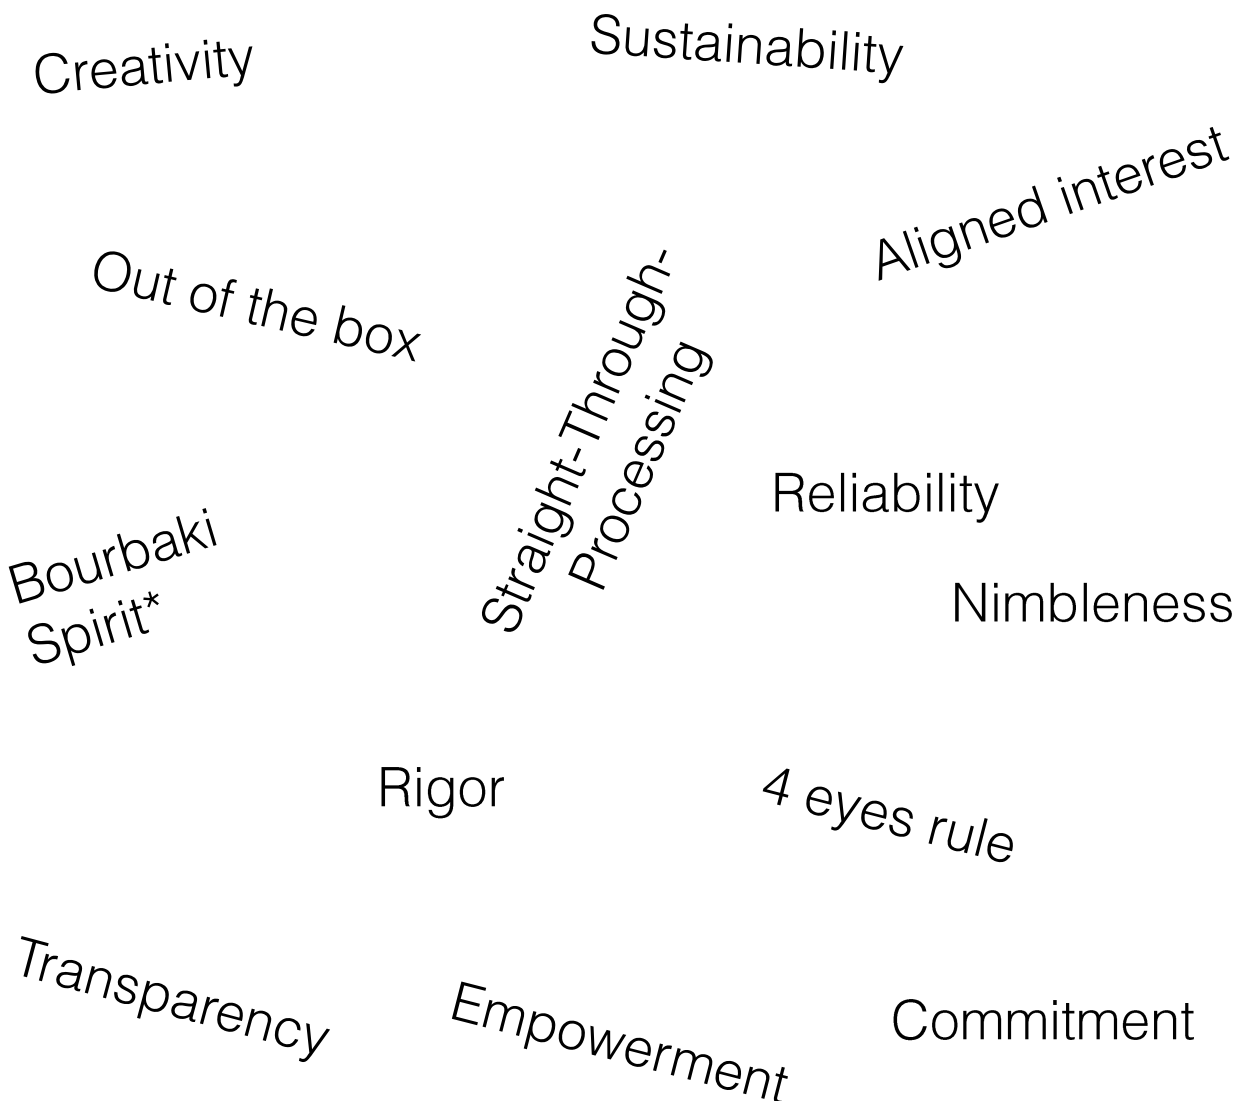 Creativity
Sustainability
Aligned interest
Out of the box
Straight-Through-
Processing
Reliability
Bourbaki
Spirit*
Nimbleness
Rigor
4 eyes rule
Transparency
Empowerment
Commitment